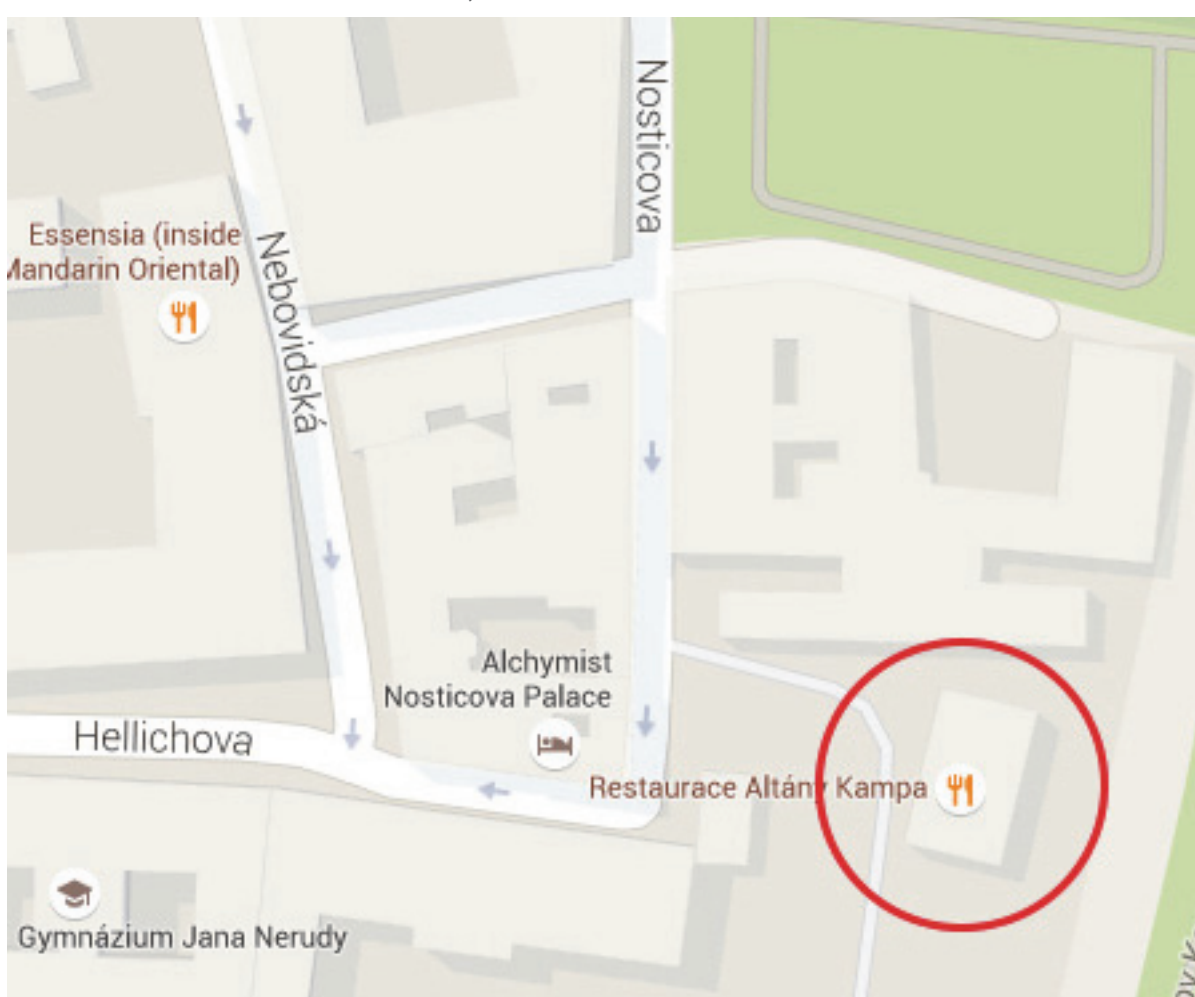 Nosticova
Essensia (inside
Mandarin Oriental)
Nebovidská
Alchymist
Nosticova Palace
Hellichova
Restaurace Altány Kampa
Gymnázium Jana Nerudy